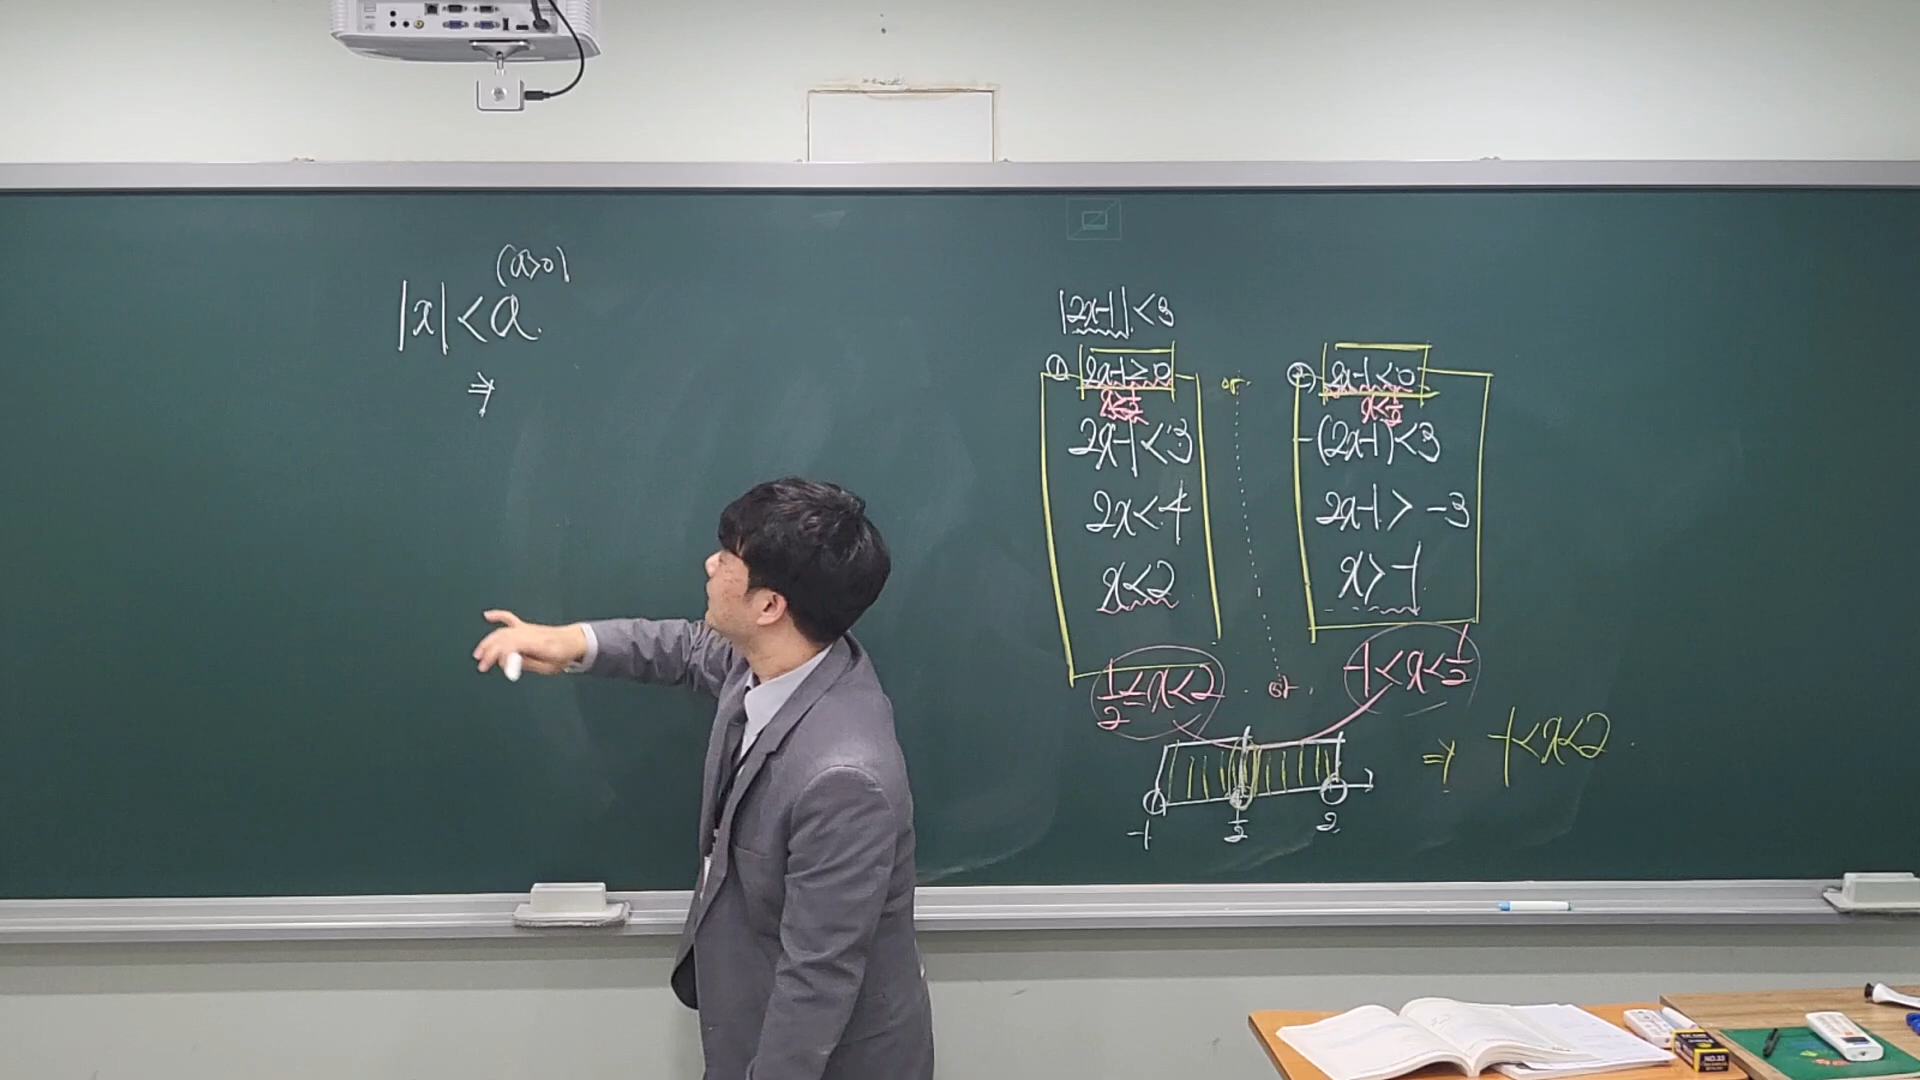 (a>0)
|x|<a.
⇒
|2x-1|<3
① 2x-1≥0 or ② 2x-1<0
x<1/2
2x-1<3
-(2x-1)<3
2x<4
2x-1>-3
x<2
x>-1
1/2≤x<2 or -1<x<1/2
⇒ -1<x<2
-1 1/2 2
NO.33